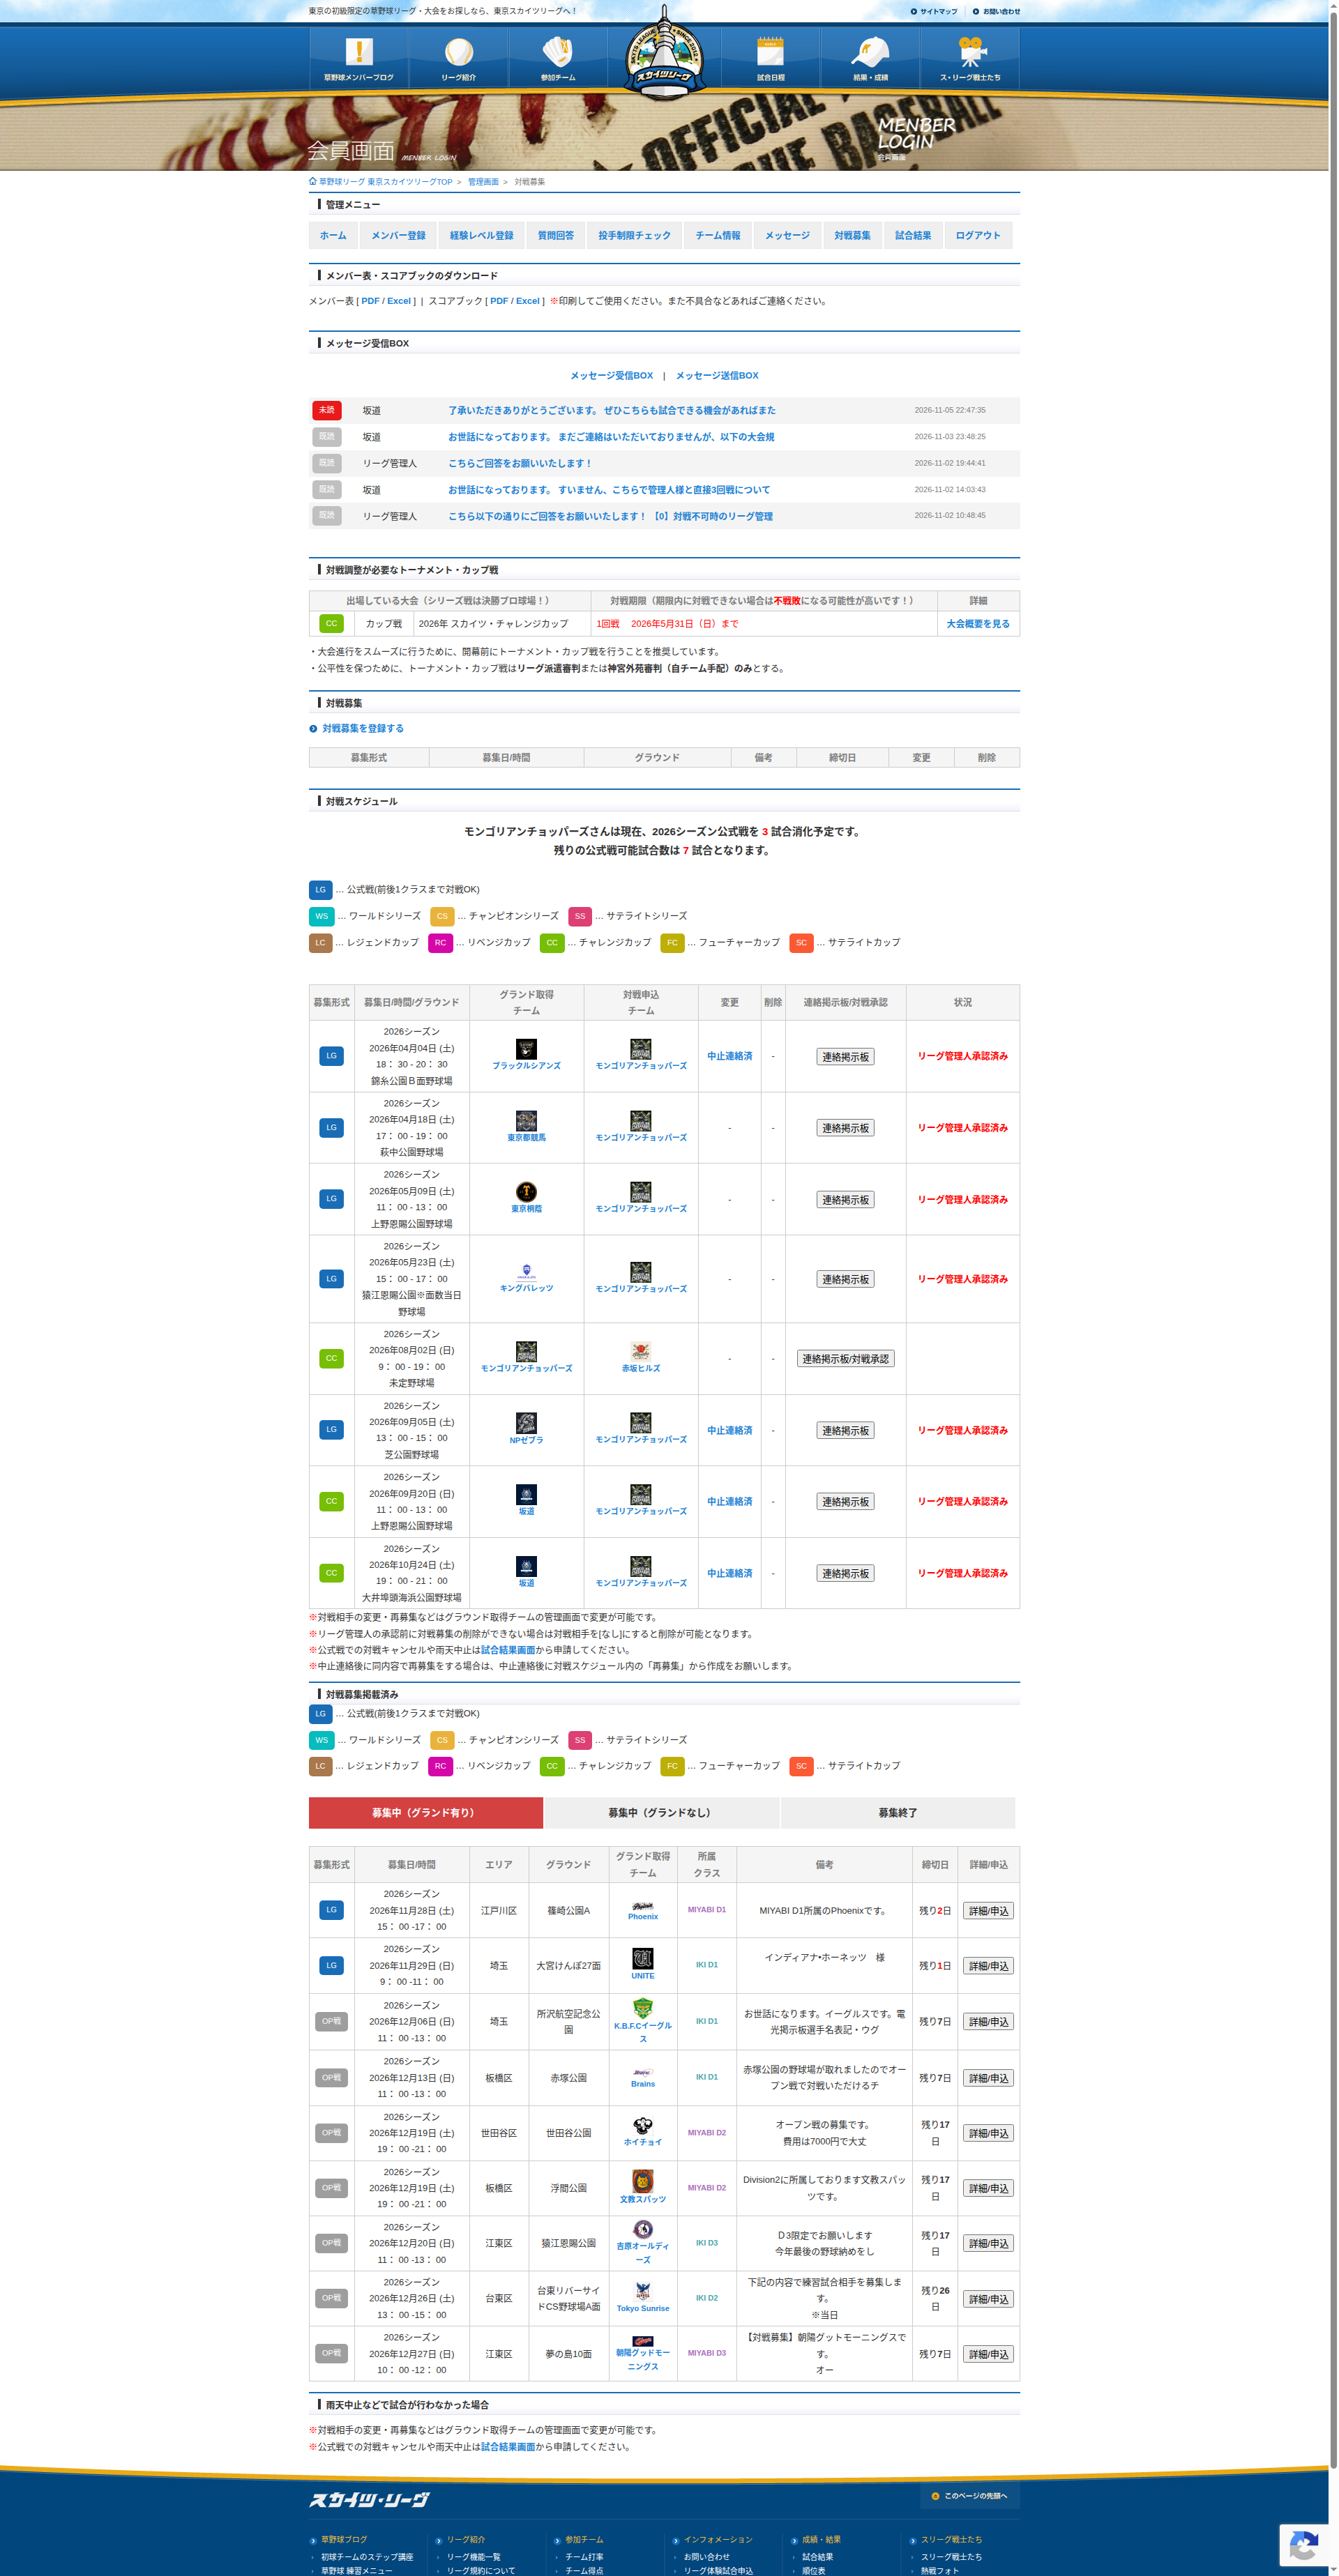 東京の初級限定の草野球リーグ・大会をお探しなら、東京スカイツリーグへ！
サイトマップ お問い合わせ
草野球メンバーブログ リーグ紹介 参加チーム スカイツリーグ 試合日程 結果・成績 ス・リーグ戦士たち
会員画面 MENBER LOGIN
MENBER LOGIN
会員画面
OFFICIAL LEAGUE BASEBALL
草野球リーグ 東京スカイツリーグTOP > 管理画面 > 対戦募集
管理メニュー
ホーム メンバー登録 経験レベル登録 質問回答 投手制限チェック チーム情報 メッセージ 対戦募集 試合結果 ログアウト
メンバー表・スコアブックのダウンロード
メンバー表 [ PDF / Excel ] | スコアブック [ PDF / Excel ] ※印刷してご使用ください。また不具合などあればご連絡ください。
メッセージ受信BOX
メッセージ受信BOX | メッセージ送信BOX
未読 坂道 了承いただきありがとうございます。 ぜひこちらも試合できる機会があればまた 2026-11-05 22:47:35
既読 坂道 お世話になっております。 まだご連絡はいただいておりませんが、以下の大会規 2026-11-03 23:48:25
既読 リーグ管理人 こちらご回答をお願いいたします！ 2026-11-02 19:44:41
既読 坂道 お世話になっております。 すいません、こちらで管理人様と直接3回戦について 2026-11-02 14:03:43
既読 リーグ管理人 こちら以下の通りにご回答をお願いいたします！ 【0】対戦不可時のリーグ管理 2026-11-02 10:48:45
対戦調整が必要なトーナメント・カップ戦
出場している大会（シリーズ戦は決勝プロ球場！） 対戦期限（期限内に対戦できない場合は不戦敗になる可能性が高いです！） 詳細
CC カップ戦 2026年 スカイツ・チャレンジカップ 1回戦 2026年5月31日（日）まで 大会概要を見る
・大会進行をスムーズに行うために、開幕前にトーナメント・カップ戦を行うことを推奨しています。
・公平性を保つために、トーナメント・カップ戦はリーグ派遣審判または神宮外苑審判（自チーム手配）のみとする。
対戦募集
対戦募集を登録する
募集形式 募集日/時間 グラウンド 備考 締切日 変更 削除
対戦スケジュール
モンゴリアンチョッパーズさんは現在、2026シーズン公式戦を 3 試合消化予定です。
残りの公式戦可能試合数は 7 試合となります。
LG … 公式戦(前後1クラスまで対戦OK)
WS … ワールドシリーズ CS … チャンピオンシリーズ SS … サテライトシリーズ
LC … レジェンドカップ RC … リベンジカップ CC … チャレンジカップ FC … フューチャーカップ SC … サテライトカップ
募集形式 募集日/時間/グラウンド グランド取得チーム 対戦申込チーム 変更 削除 連絡掲示板/対戦承認 状況
LG 2026シーズン 2026年04月04日 (土) 18： 30 - 20： 30 錦糸公園Ｂ面野球場 ブラックルシアンズ モンゴリアンチョッパーズ 中止連絡済 - 連絡掲示板 リーグ管理人承認済み
LG 2026シーズン 2026年04月18日 (土) 17： 00 - 19： 00 萩中公園野球場 東京都競馬 モンゴリアンチョッパーズ - - 連絡掲示板 リーグ管理人承認済み
LG 2026シーズン 2026年05月09日 (土) 11： 00 - 13： 00 上野恩賜公園野球場 東京桐蔭 モンゴリアンチョッパーズ - - 連絡掲示板 リーグ管理人承認済み
LG 2026シーズン 2026年05月23日 (土) 15： 00 - 17： 00 猿江恩賜公園※面数当日野球場 キングバレッツ モンゴリアンチョッパーズ - - 連絡掲示板 リーグ管理人承認済み
CC 2026シーズン 2026年08月02日 (日) 9： 00 - 19： 00 未定野球場 モンゴリアンチョッパーズ 赤坂ヒルズ - - 連絡掲示板/対戦承認
LG 2026シーズン 2026年09月05日 (土) 13： 00 - 15： 00 芝公園野球場 NPゼブラ モンゴリアンチョッパーズ 中止連絡済 - 連絡掲示板 リーグ管理人承認済み
CC 2026シーズン 2026年09月20日 (日) 11： 00 - 13： 00 上野恩賜公園野球場 坂道 モンゴリアンチョッパーズ 中止連絡済 - 連絡掲示板 リーグ管理人承認済み
CC 2026シーズン 2026年10月24日 (土) 19： 00 - 21： 00 大井埠頭海浜公園野球場 坂道 モンゴリアンチョッパーズ 中止連絡済 - 連絡掲示板 リーグ管理人承認済み
※対戦相手の変更・再募集などはグラウンド取得チームの管理画面で変更が可能です。
※リーグ管理人の承認前に対戦募集の削除ができない場合は対戦相手を[なし]にすると削除が可能となります。
※公式戦での対戦キャンセルや雨天中止は試合結果画面から申請してください。
※中止連絡後に同内容で再募集をする場合は、中止連絡後に対戦スケジュール内の「再募集」から作成をお願いします。
対戦募集掲載済み
LG … 公式戦(前後1クラスまで対戦OK)
WS … ワールドシリーズ CS … チャンピオンシリーズ SS … サテライトシリーズ
LC … レジェンドカップ RC … リベンジカップ CC … チャレンジカップ FC … フューチャーカップ SC … サテライトカップ
募集中（グランド有り） 募集中（グランドなし） 募集終了
募集形式 募集日/時間 エリア グラウンド グランド取得チーム 所属クラス 備考 締切日 詳細/申込
LG 2026シーズン 2026年11月28日 (土) 15： 00 -17： 00 江戸川区 篠崎公園A Phoenix MIYABI D1 MIYABI D1所属のPhoenixです。 残り2日 詳細/申込
LG 2026シーズン 2026年11月29日 (日) 9： 00 -11： 00 埼玉 大宮けんぽ27面 UNITE IKI D1 インディアナ•ホーネッツ 様 残り1日 詳細/申込
OP戦 2026シーズン 2026年12月06日 (日) 11： 00 -13： 00 埼玉 所沢航空記念公園 K.B.F.Cイーグルス IKI D1 お世話になります。イーグルスです。電光掲示板選手名表記・ウグ 残り7日 詳細/申込
OP戦 2026シーズン 2026年12月13日 (日) 11： 00 -13： 00 板橋区 赤塚公園 Brains IKI D1 赤塚公園の野球場が取れましたのでオープン戦で対戦いただけるチ 残り7日 詳細/申込
OP戦 2026シーズン 2026年12月19日 (土) 19： 00 -21： 00 世田谷区 世田谷公園 ホイチョイ MIYABI D2 オープン戦の募集です。 費用は7000円で大丈 残り17日 詳細/申込
OP戦 2026シーズン 2026年12月19日 (土) 19： 00 -21： 00 板橋区 浮間公園 文教スパッツ MIYABI D2 Division2に所属しております文教スパッツです。 残り17日 詳細/申込
OP戦 2026シーズン 2026年12月20日 (日) 11： 00 -13： 00 江東区 猿江恩賜公園 吉原オールディーズ IKI D3 Ｄ3限定でお願いします 今年最後の野球納めをし 残り17日 詳細/申込
OP戦 2026シーズン 2026年12月26日 (土) 13： 00 -15： 00 台東区 台東リバーサイドCS野球場A面 Tokyo Sunrise IKI D2 下記の内容で練習試合相手を募集します。 ※当日 残り26日 詳細/申込
OP戦 2026シーズン 2026年12月27日 (日) 10： 00 -12： 00 江東区 夢の島10面 朝陽グッドモーニングス MIYABI D3 【対戦募集】朝陽グットモーニングスです。 オー 残り7日 詳細/申込
雨天中止などで試合が行わなかった場合
※対戦相手の変更・再募集などはグラウンド取得チームの管理画面で変更が可能です。
※公式戦での対戦キャンセルや雨天中止は試合結果画面から申請してください。
スカイツ・リーグ
このページの先頭へ
草野球ブログ リーグ紹介 参加チーム インフォメーション 成績・結果 スリーグ戦士たち
初球チームのステップ講座 リーグ機能一覧 チーム打率 お問い合わせ 試合結果 スリーグ戦士たち
草野球 練習メニュー リーグ規約について チーム得点 リーグ体験試合申込 順位表 熱戦フォト